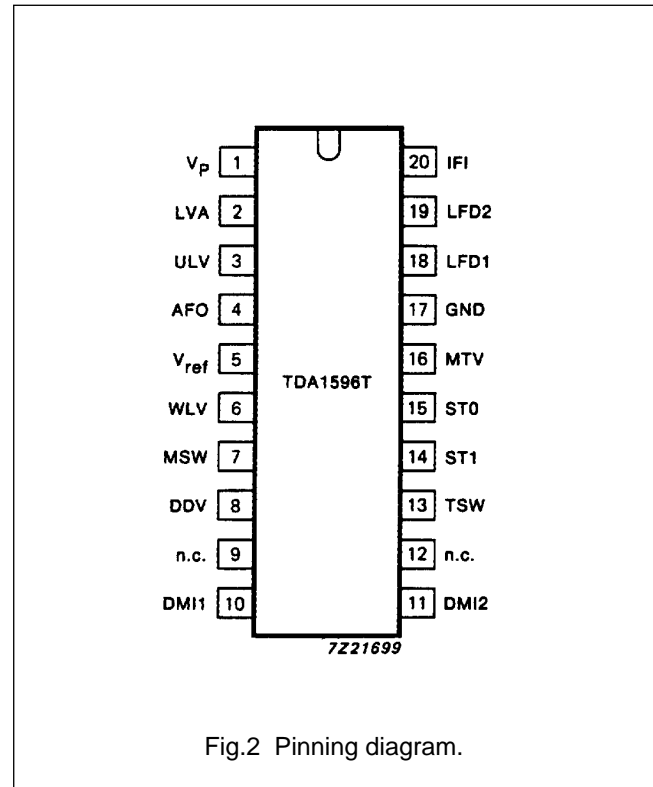 V_P 1 20 IFI
LVA 2 19 LFD2
ULV 3 18 LFD1
AFO 4 17 GND
V_ref 5 16 MTV
TDA1596T
WLV 6 15 ST0
MSW 7 14 ST1
DDV 8 13 TSW
n.c. 9 12 n.c.
DMI1 10 11 DMI2
7Z21699
Fig.2 Pinning diagram.